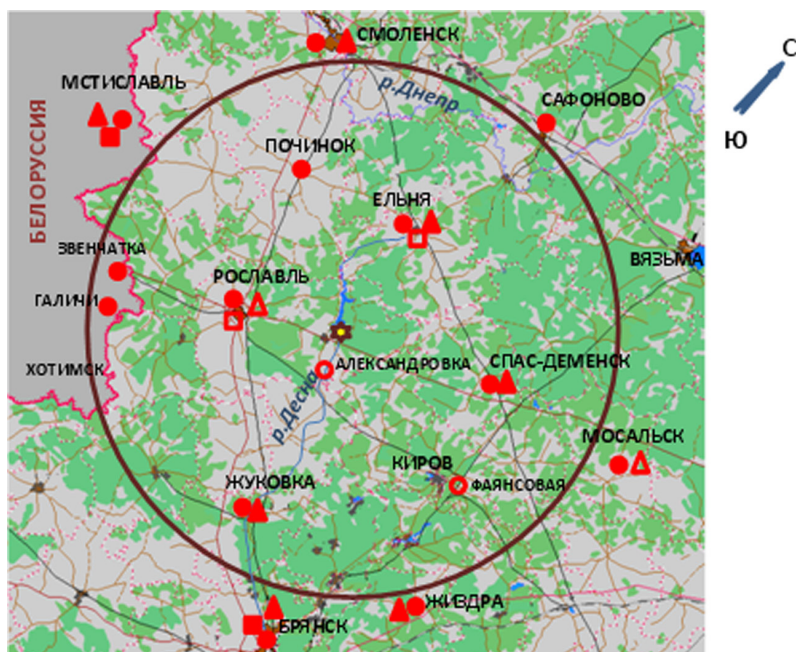 СМОЛЕНСК
С
МСТИСЛАВЛЬ
р.Днепр
САФОНОВО
Ю
ПОЧИНОК
БЕЛОРУССИЯ
ЕЛЬНЯ
ЗВЕНЧАТКА
ВЯЗЬМА
РОСЛАВЛЬ
ГАЛИЧИ
ХОТИМСК
АЛЕКСАНДРОВКА
СПАС-ДЕМЕНСК
р.Десна
МОСАЛЬСК
КИРОВ
ЖУКОВКА
ФАЯНСОВАЯ
ЖИЗДРА
БРЯНСК